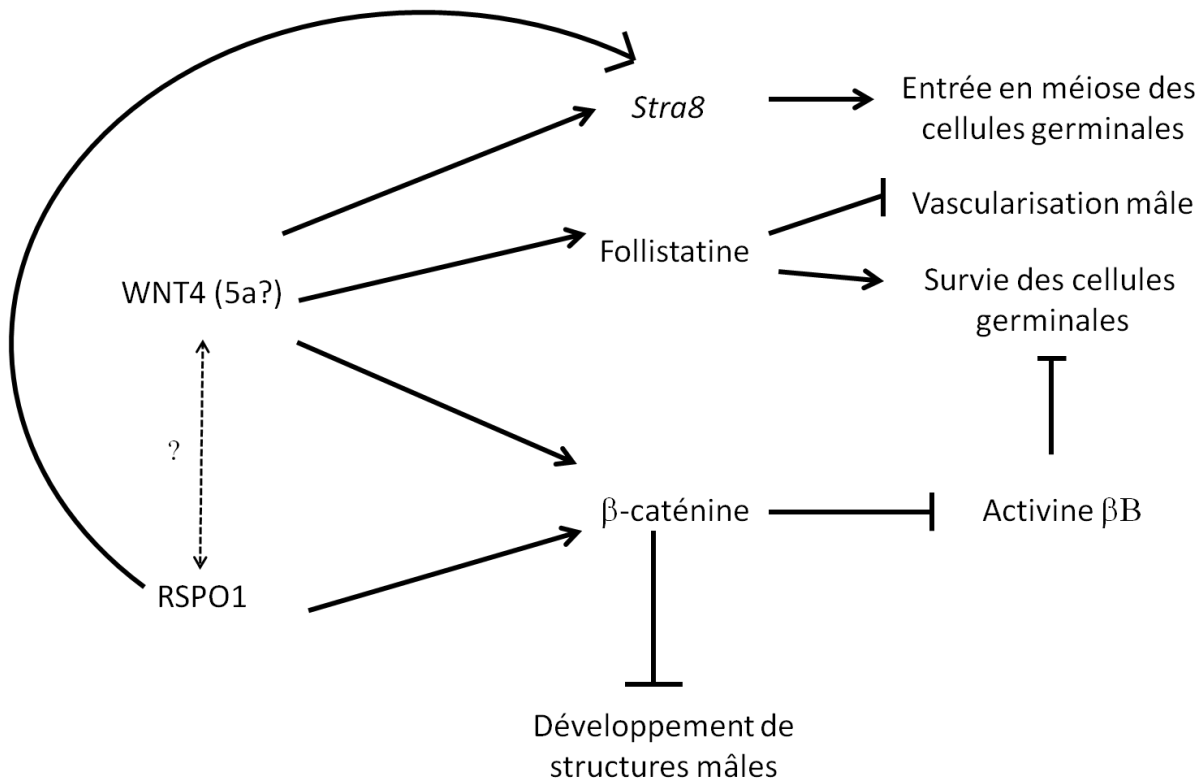 Stra8
Entrée en méiose des
cellules germinales
Vascularisation mâle
Follistatine
WNT4 (5a?)
Survie des cellules
germinales
?
β-caténine
Activine βB
RSPO1
Développement de
structures mâles